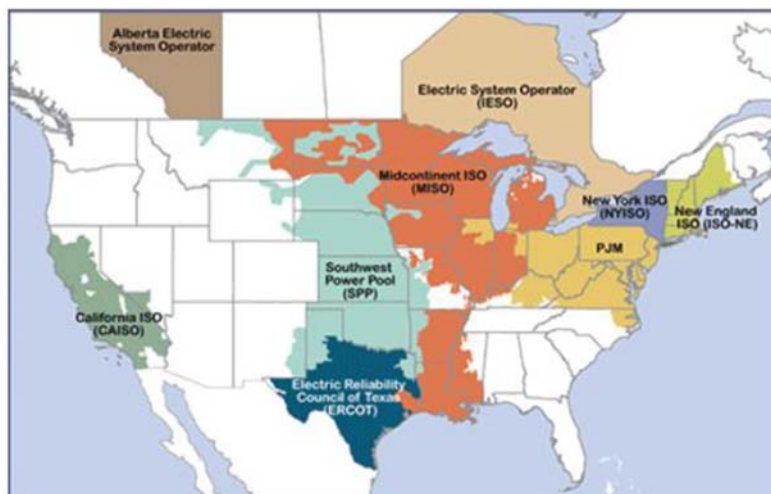 Alberta Electric
System Operator
Electric System Operator
(IESO)
Midcontinent ISO
(MISO)
New York ISO
(NYISO)
New England
ISO (ISO-NE)
PJM
Southwest
Power Pool
(SPP)
California ISO
(CAISO)
Electric Reliability
Council of Texas
(ERCOT)